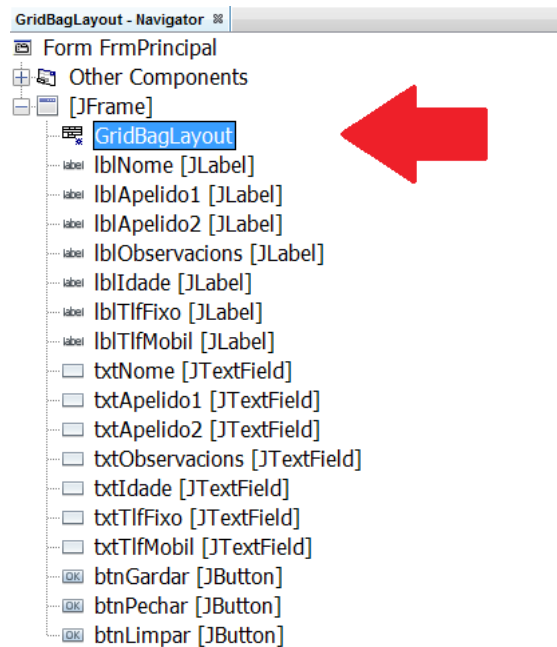 GridBagLayout - Navigator
Form FrmPrincipal
Other Components
[JFrame]
GridBagLayout
label lblNome [JLabel]
label lblApelido1 [JLabel]
label lblApelido2 [JLabel]
label lblObservacions [JLabel]
label lblIdade [JLabel]
label lblTlfFixo [JLabel]
label lblTlfMobil [JLabel]
txtNome [JTextField]
txtApelido1 [JTextField]
txtApelido2 [JTextField]
txtObservacions [JTextField]
txtIdade [JTextField]
txtTlfFixo [JTextField]
txtTlfMobil [JTextField]
OK btnGardar [JButton]
OK btnPechar [JButton]
OK btnLimpar [JButton]